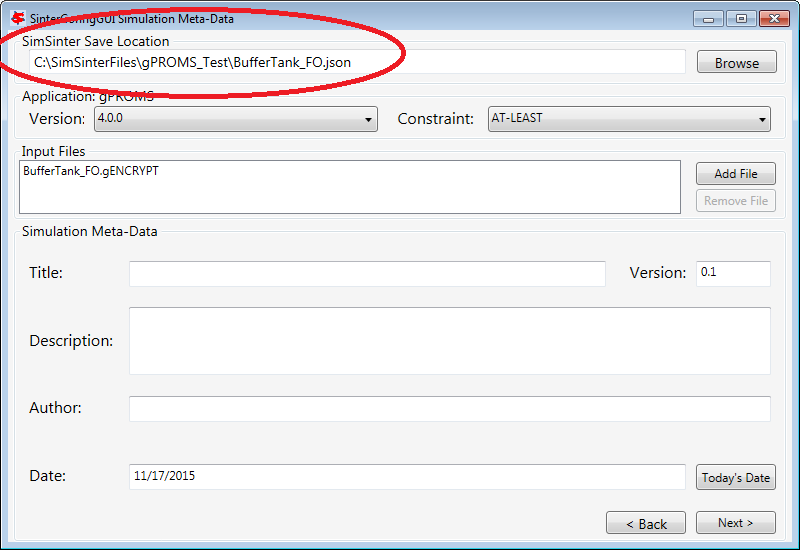 SinterConfigGUI Simulation Meta-Data
SimSinter Save Location
C:\SimSinterFiles\gPROMS_Test\BufferTank_FO.json
Browse
Application: gPROMS
Version: 4.0.0 Constraint: AT-LEAST
Input Files
BufferTank_FO.gENCRYPT
Add File
Remove File
Simulation Meta-Data
Title: Version: 0.1
Description:
Author:
Date: 11/17/2015 Today's Date
< Back Next >